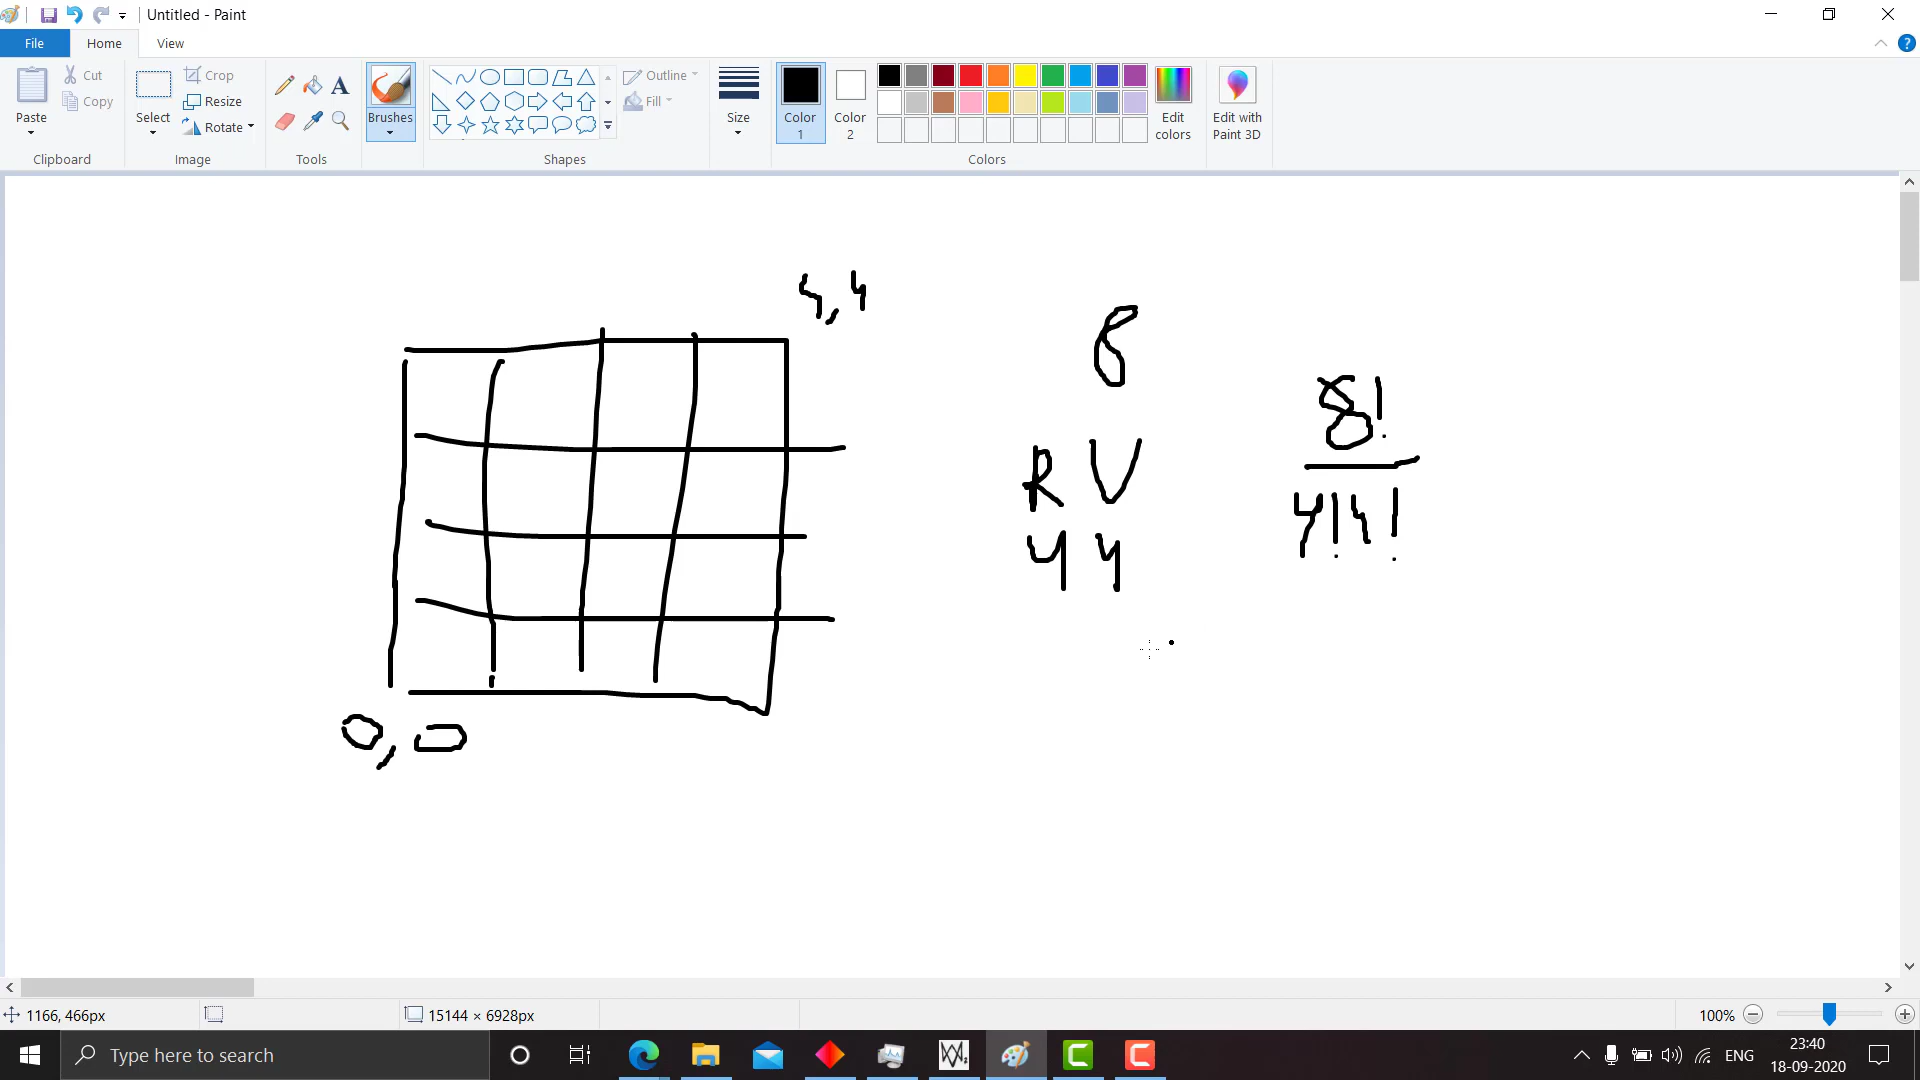 Untitled - Paint
File Home View
Cut
Copy
Paste
Clipboard
Select
Crop
Resize
Rotate
Image
Tools
Brushes
Shapes
Outline
Fill
Size
Color 1
Color 2
Colors
Edit colors
Edit with Paint 3D
4,4
8
8!
R V
4 4
4!4!
0,0
1166, 466px
15144 × 6928px
100%
Type here to search
ENG
23:40
18-09-2020